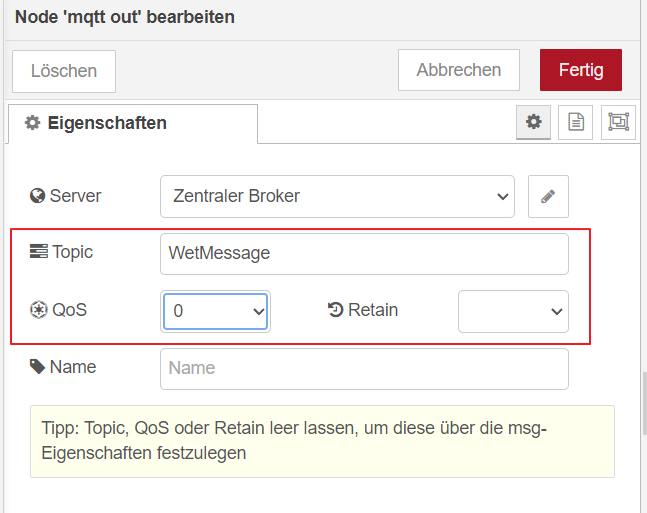 Node 'mqtt out' bearbeiten
Löschen
Abbrechen
Fertig
Eigenschaften
Server
Zentraler Broker
Topic
WetMessage
QoS
0
Retain
Name
Name
Tipp: Topic, QoS oder Retain leer lassen, um diese über die msg-
Eigenschaften festzulegen